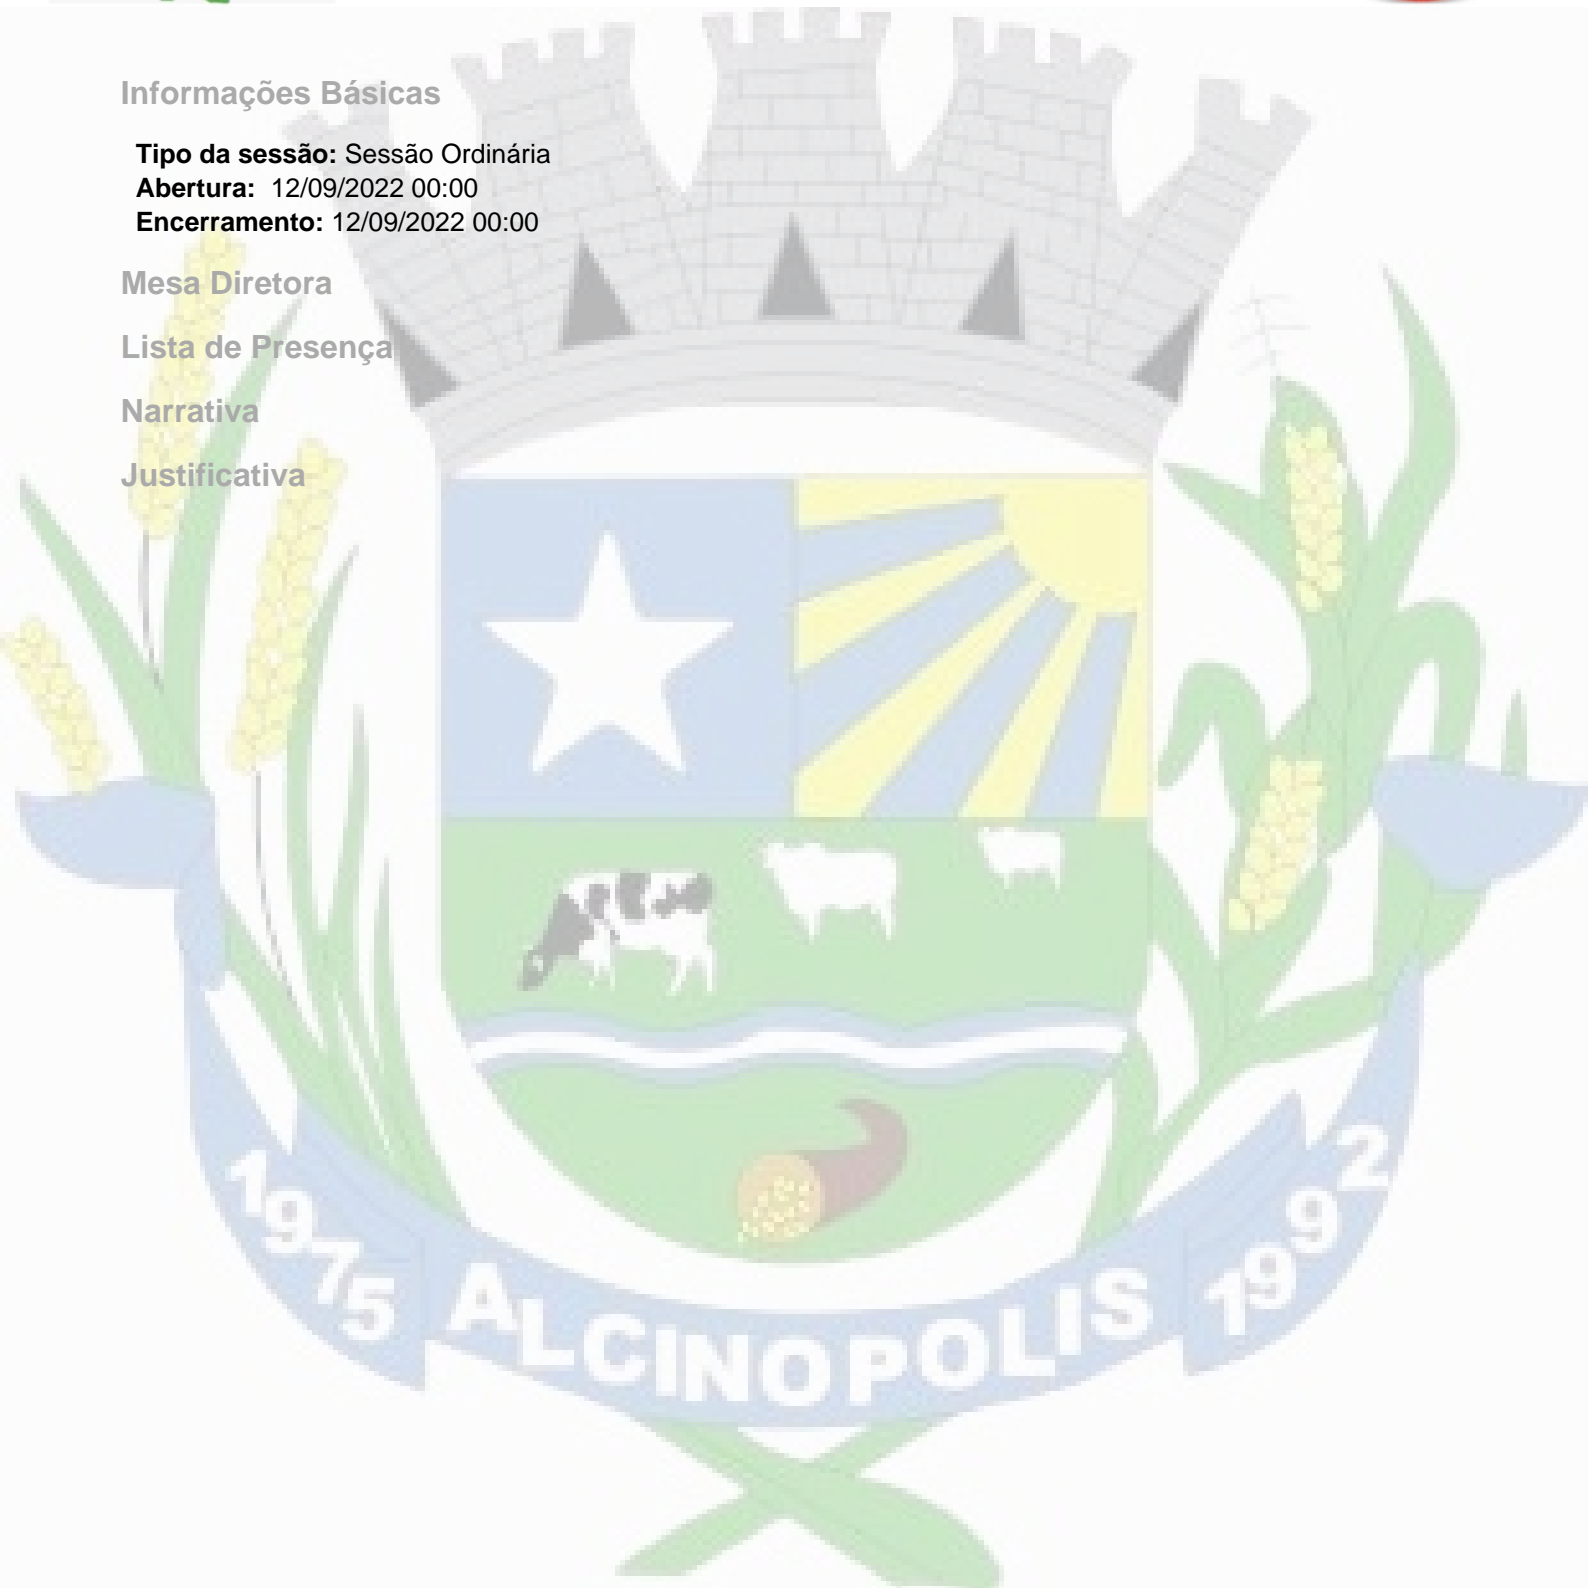 Informações Básicas
Tipo da sessão: Sessão Ordinária
Abertura: 12/09/2022 00:00
Encerramento: 12/09/2022 00:00
Mesa Diretora
Lista de Presença
Narrativa
Justificativa
1975 ALCINOPOLIS 1992